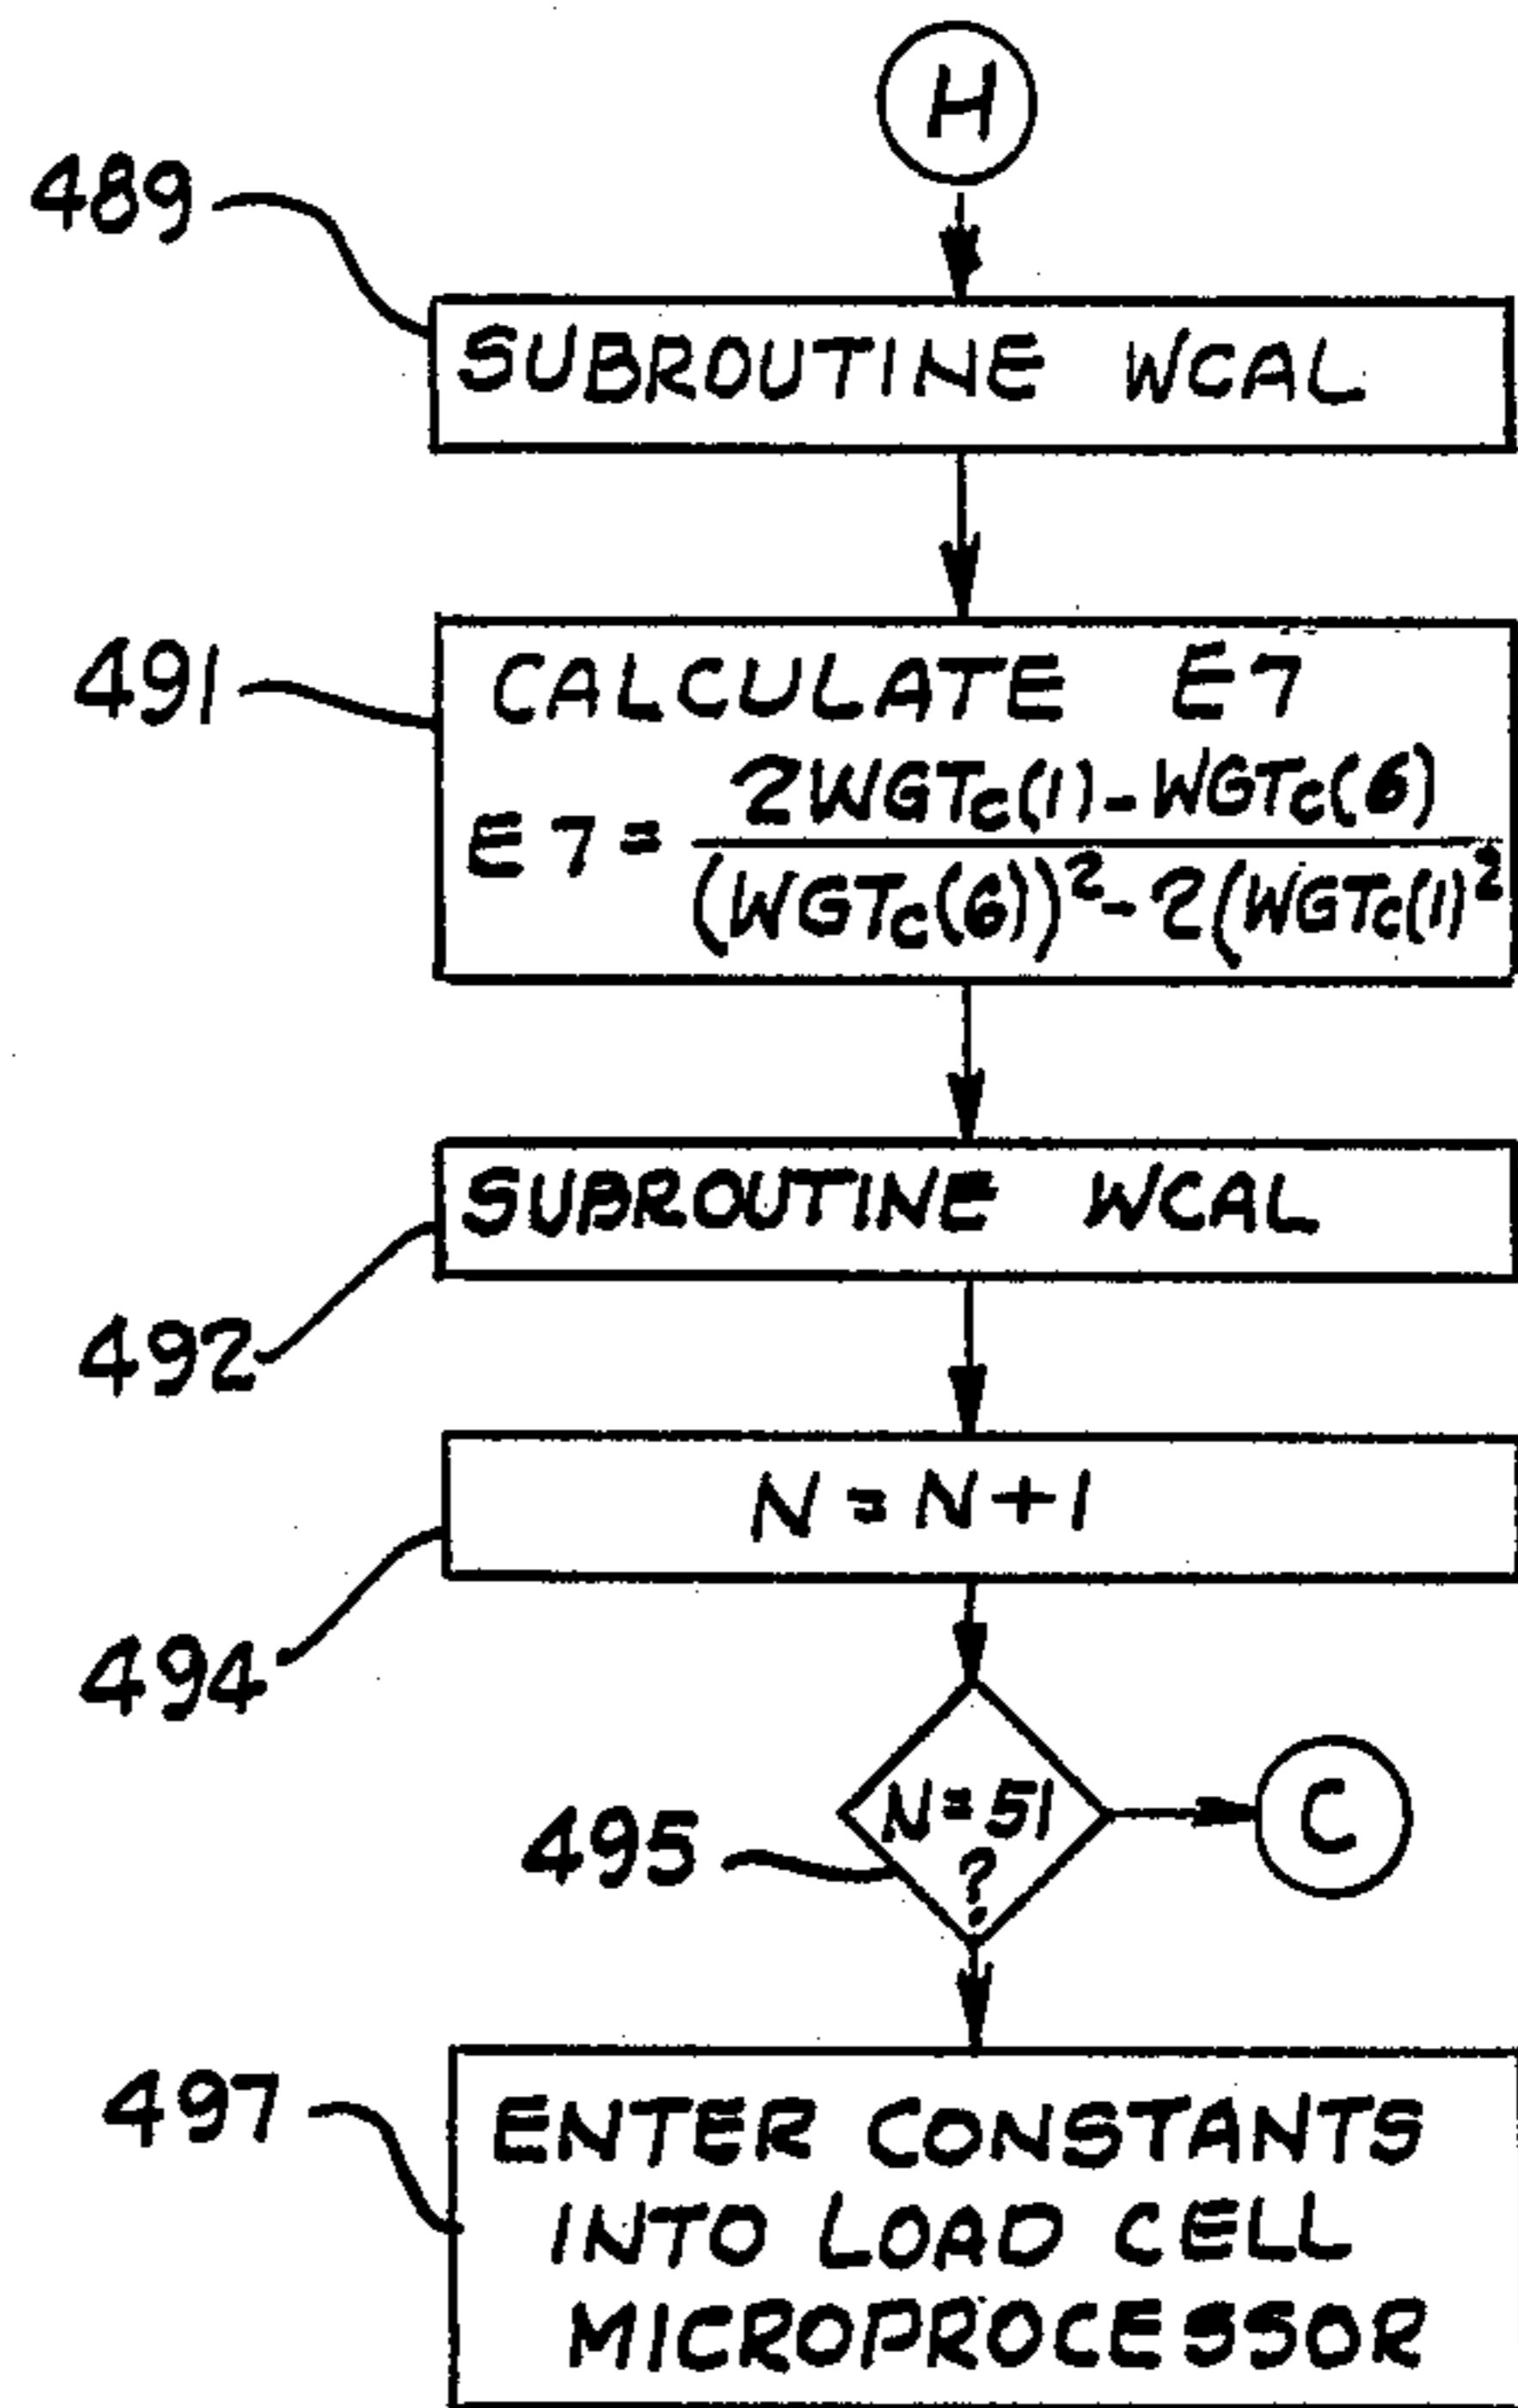 H
489
SUBROUTINE WCAL
491
CALCULATE E7
E7 = 2WGTc(1) - WGTc(6)
(WGTc(6))² - 2(WGTc(1)²
SUBROUTINE WCAL
492
N=N+1
494
N=51
?
C
495
497
ENTER CONSTANTS
INTO LOAD CELL
MICROPROCESSOR